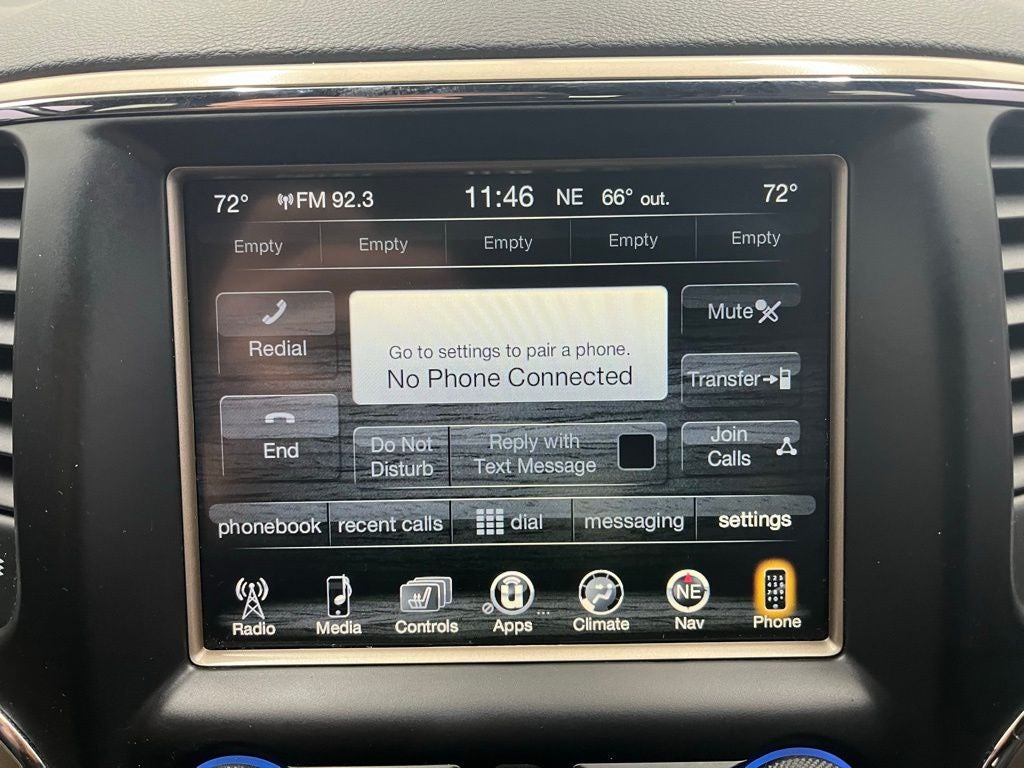 72° FM 92.3 11:46 NE 66° out. 72°
Empty Empty Empty Empty Empty
Redial
Go to settings to pair a phone.
No Phone Connected
Mute
Transfer
End
Do Not
Disturb
Reply with
Text Message
Join
Calls
phonebook recent calls dial messaging settings
NE
Radio Media Controls Apps Climate Nav Phone